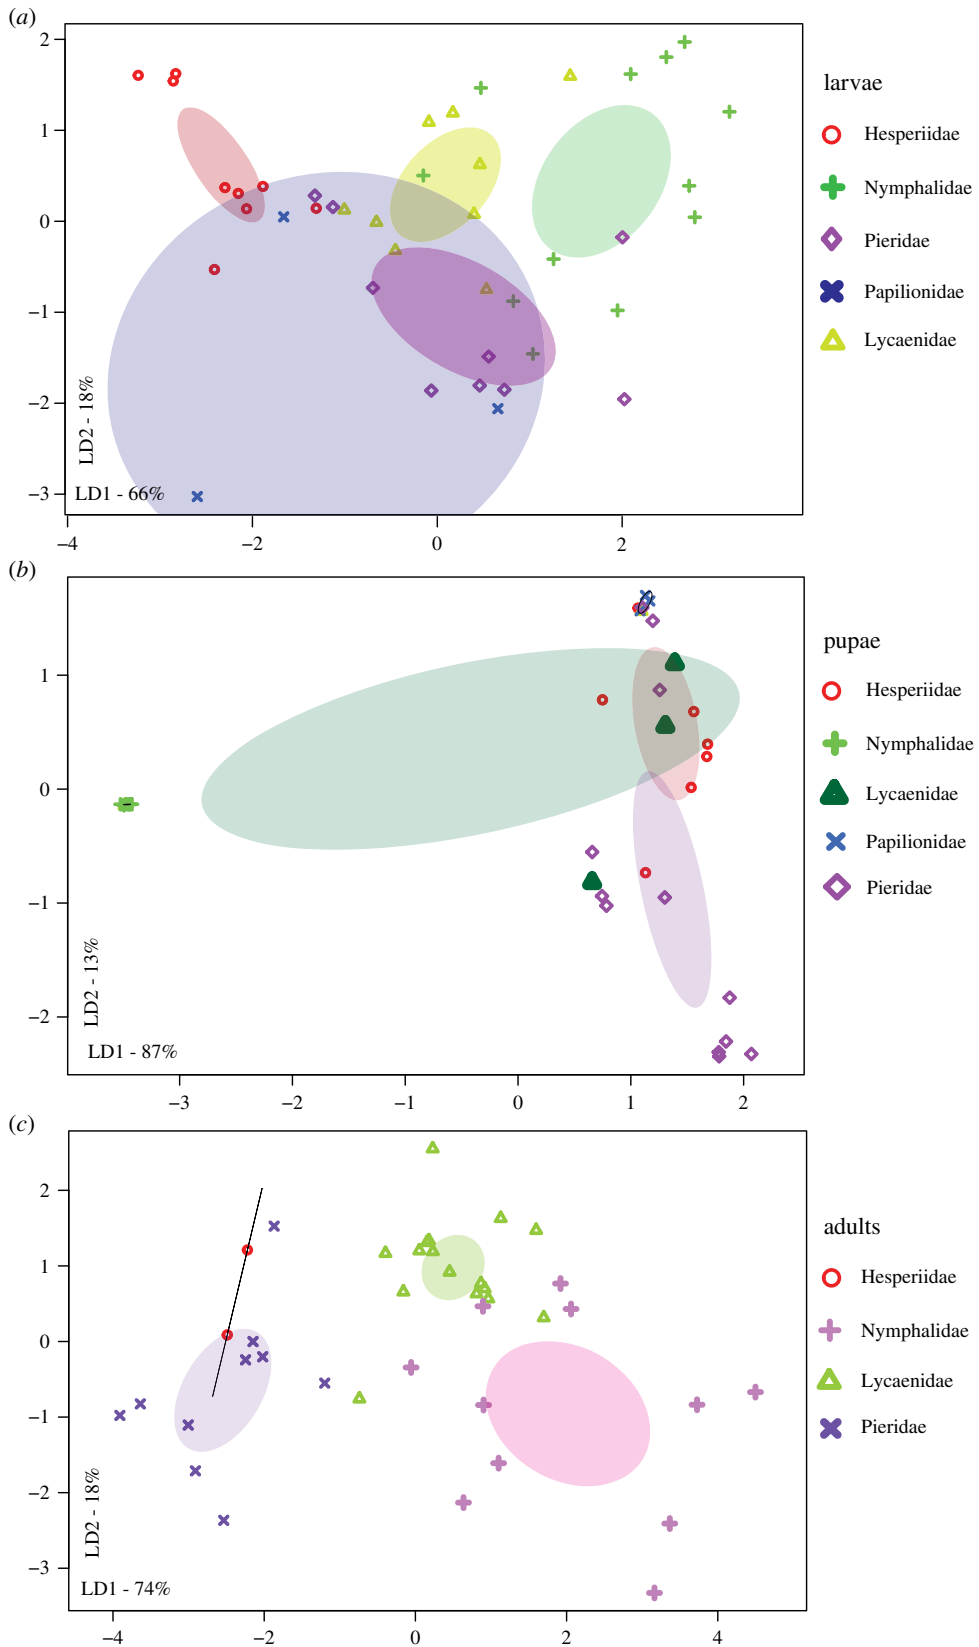 (a)
2
1
0
−1
−2
−3
LD2 - 18%
LD1 - 66%
−4
−2
0
2
larvae
Hesperiidae
Nymphalidae
Pieridae
Papilionidae
Lycaenidae
(b)
1
0
−1
−2
LD2 - 13%
LD1 - 87%
−3
−2
−1
0
1
2
pupae
Hesperiidae
Nymphalidae
Lycaenidae
Papilionidae
Pieridae
(c)
2
1
0
−1
−2
−3
LD2 - 18%
LD1 - 74%
−4
−2
0
2
4
adults
Hesperiidae
Nymphalidae
Lycaenidae
Pieridae